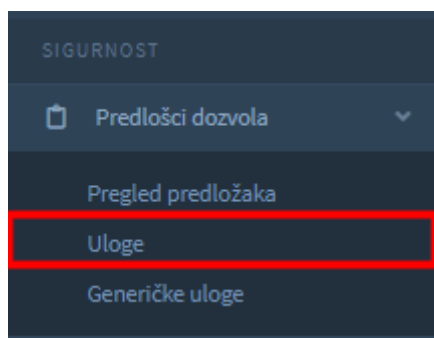 SIGURNOST
Predlošci dozvola
Pregled predložaka
Uloge
Generičke uloge